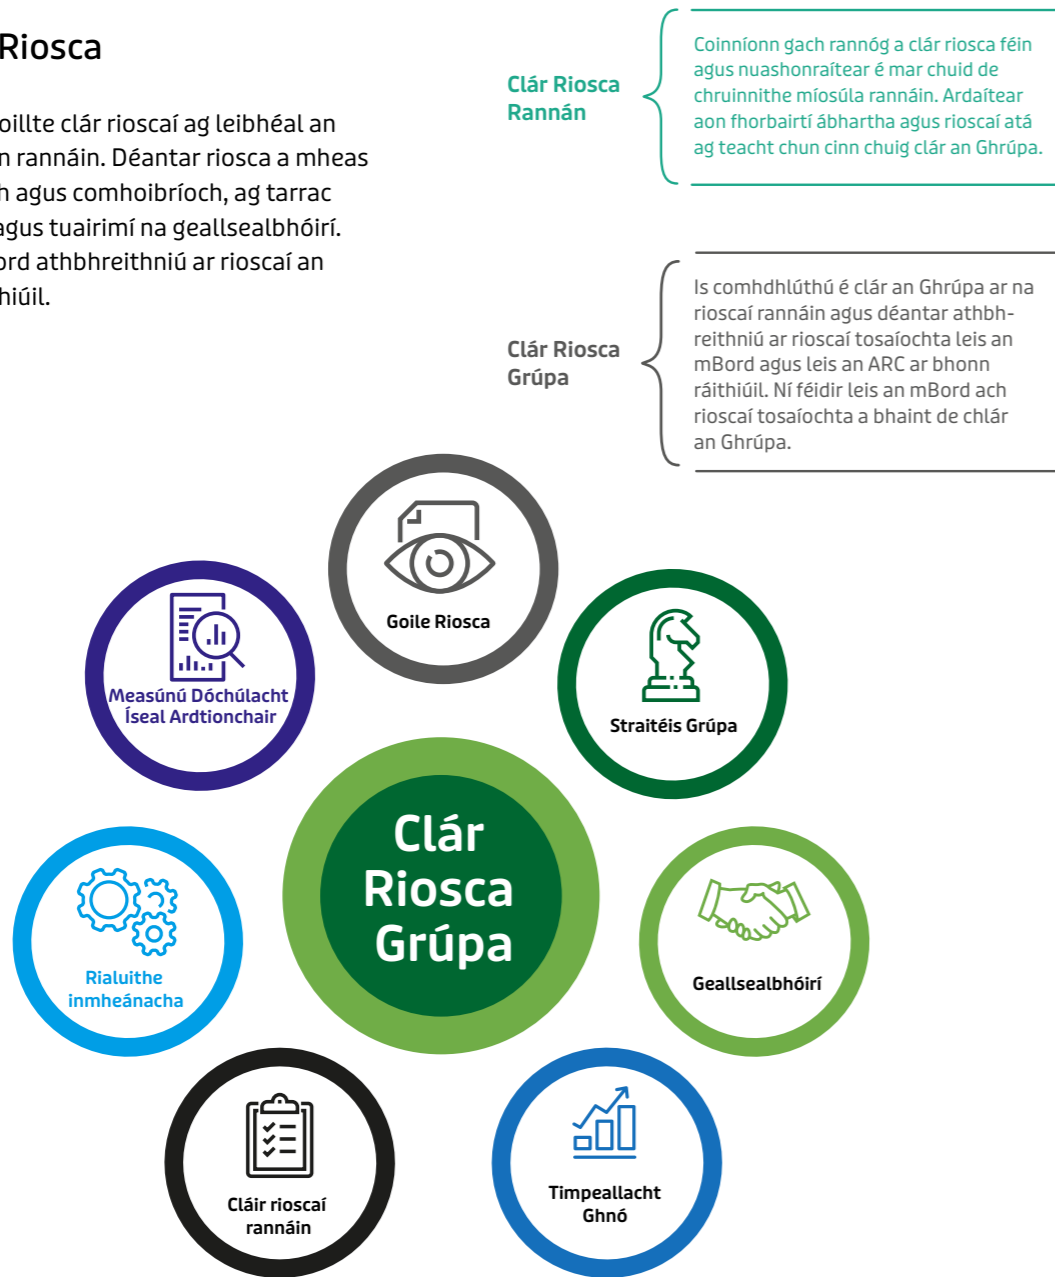 Riosca
oillte clár rioscaí ag leibhéal an
n rannáin. Déantar riosca a mheas
h agus comhoibríoch, ag tarrac
agus tuairimí na geallsealbhóirí.
ord athbhreithniú ar rioscaí an
hiúil.
Clár Riosca
Rannán
Coinníonn gach rannóg a clár riosca féin
agus nuashonraítear é mar chuid de
chruinnithe míosúla rannáin. Ardaítear
aon fhorbairtí ábhartha agus rioscaí atá
ag teacht chun cinn chuig clár an Ghrúpa.
Clár Riosca
Grúpa
Is comhdhlúthú é clár an Ghrúpa ar na
rioscaí rannáin agus déantar athbh-
reithniú ar rioscaí tosaíochta leis an
mBord agus leis an ARC ar bhonn
ráithiúil. Ní féidir leis an mBord ach
rioscaí tosaíochta a bhaint de chlár
an Ghrúpa.
Goile Riosca
Measúnú Dóchúlacht
Íseal Ardtionchair
Straitéis Grúpa
Clár
Riosca
Grúpa
Rialuithe
inmheánacha
Geallsealbhóirí
Cláir rioscaí
rannáin
Timpeallacht
Ghnó